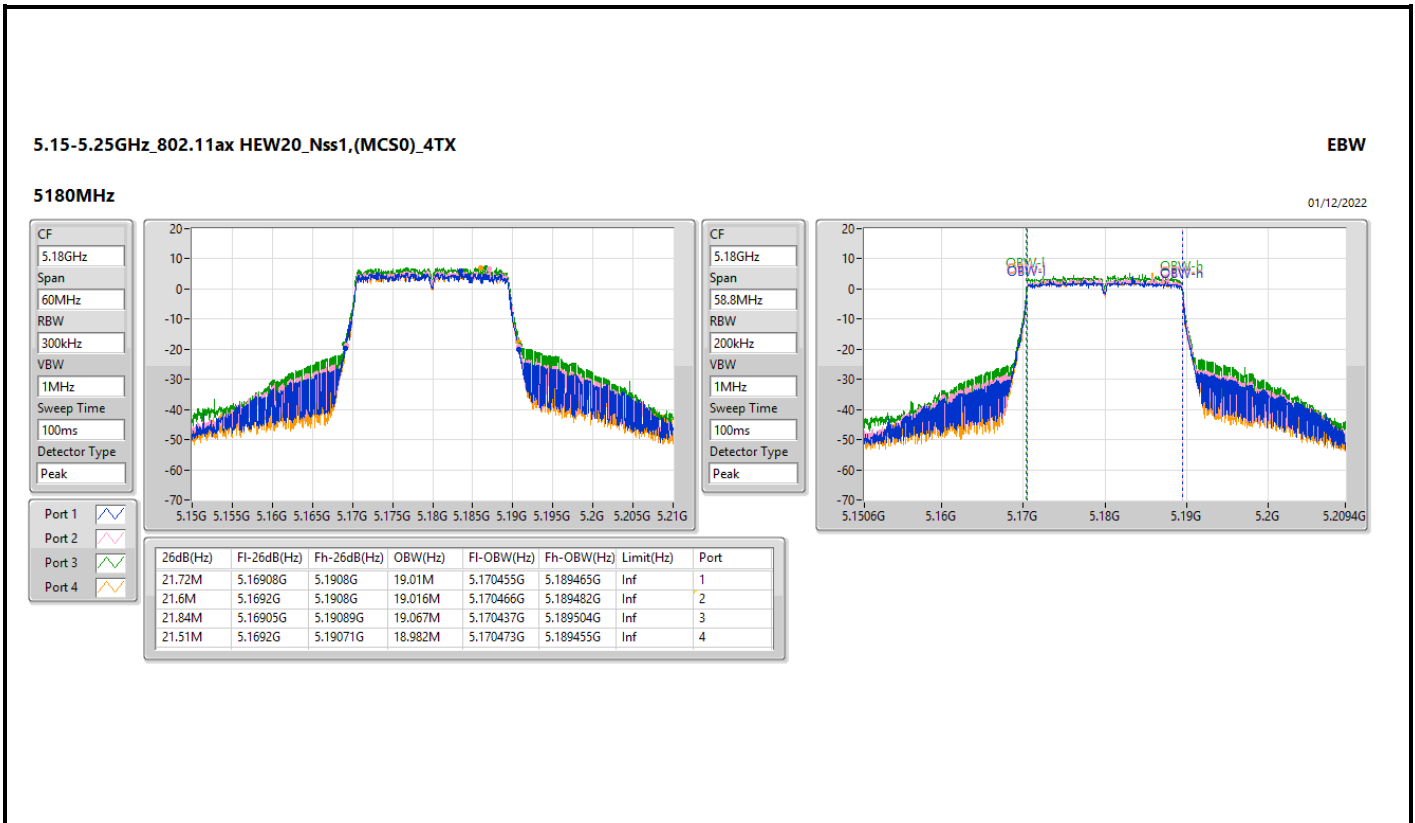 5.15-5.25GHz_802.11ax HEW20_Nss1,(MCS0)_4TX EBW
5180MHz 01/12/2022
CF
5.18GHz
Span
60MHz
RBW
300kHz
VBW
1MHz
Sweep Time
100ms
Detector Type
Peak
Port 1
Port 2
Port 3
Port 4
20
10
0
-10
-20
-30
-40
-50
-60
-70
5.15G 5.155G 5.16G 5.165G 5.17G 5.175G 5.18G 5.185G 5.19G 5.195G 5.2G 5.205G 5.21G
CF
5.18GHz
Span
58.8MHz
RBW
200kHz
VBW
1MHz
Sweep Time
100ms
Detector Type
Peak
20
10
0
-10
-20
-30
-40
-50
-60
-70
OBW-l OBW-h
OBW-l OBW-h
5.1506G 5.16G 5.17G 5.18G 5.19G 5.2G 5.2094G
26dB(Hz) Fl-26dB(Hz) Fh-26dB(Hz) OBW(Hz) Fl-OBW(Hz) Fh-OBW(Hz) Limit(Hz) Port
21.72M 5.16908G 5.1908G 19.01M 5.170455G 5.189465G Inf 1
21.6M 5.1692G 5.1908G 19.016M 5.170466G 5.189482G Inf 2
21.84M 5.16905G 5.19089G 19.067M 5.170437G 5.189504G Inf 3
21.51M 5.1692G 5.19071G 18.982M 5.170473G 5.189455G Inf 4